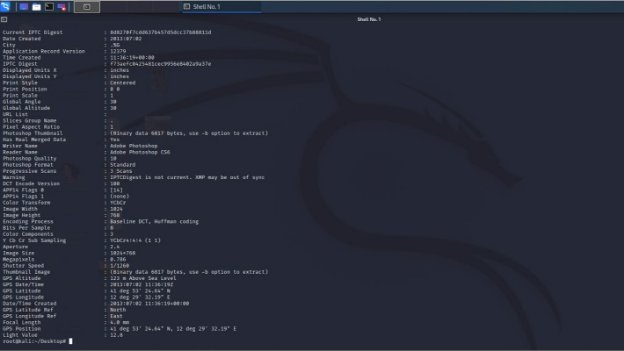 Shell No. 1
Shell No. 1
Current IPTC Digest :
Date Created : 2013:07:02
City : .SG
Application Record Version : 12379
Time Created : 11:36:19+00:00
IPTC Digest :
Displayed Units X : inches
Displayed Units Y : inches
Print Style : Centered
Print Position : 0 0
Print Scale : 1
Global Angle : 30
Global Altitude : 30
URL List :
Slices Group Name : .
Pixel Aspect Ratio : 1
Photoshop Thumbnail : (Binary data 6817 bytes, use -b option to extract)
Has Real Merged Data : Yes
Writer Name : Adobe Photoshop
Reader Name : Adobe Photoshop CS6
Photoshop Quality : 10
Photoshop Format : Standard
Progressive Scans : 3 Scans
Warning : IPTCDigest is not current. XMP may be out of sync
DCT Encode Version : 100
APP14 Flags 0 : [14]
APP14 Flags 1 : (none)
Color Transform : YCbCr
Image Width : 1024
Image Height : 768
Encoding Process : Baseline DCT, Huffman coding
Bits Per Sample : 8
Color Components : 3
Y Cb Cr Sub Sampling : YCbCr4:4:4 (1 1)
Aperture : 2.4
Image Size : 1024×768
Megapixels : 0.786
Shutter Speed : 1/1260
Thumbnail Image : (Binary data 6817 bytes, use -b option to extract)
GPS Altitude : 123 m Above Sea Level
GPS Date/Time : 2013:07:02 11:36:19Z
GPS Latitude : 41 deg 53' 24.64" N
GPS Longitude : 12 deg 29' 32.19" E
Date/Time Created : 2013:07:02 11:36:19+00:00
GPS Latitude Ref : North
GPS Longitude Ref : East
Focal Length : 4.0 mm
GPS Position : 41 deg 53' 24.64" N, 12 deg 29' 32.19" E
Light Value : 12.8
root@kali:~/Desktop#